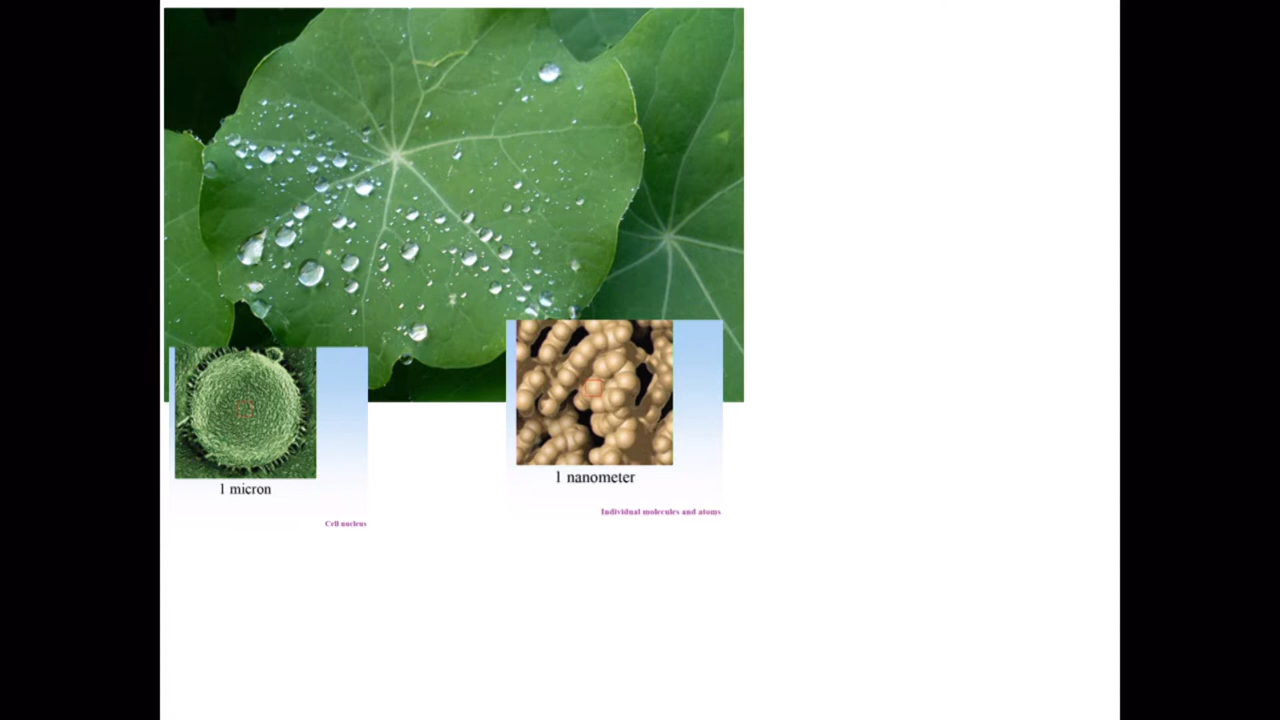 1 micron
Cell nucleus
1 nanometer
Individual molecules and atoms